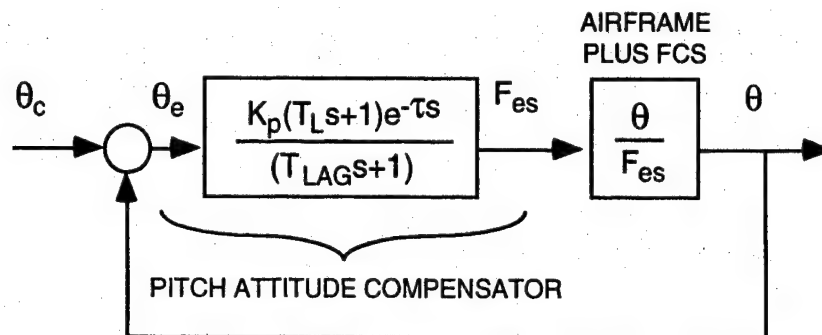 AIRFRAME
PLUS FCS
θc
θe
Kp(TLs+1)e-τs
(TLAGs+1)
Fes
θ
Fes
θ
PITCH ATTITUDE COMPENSATOR